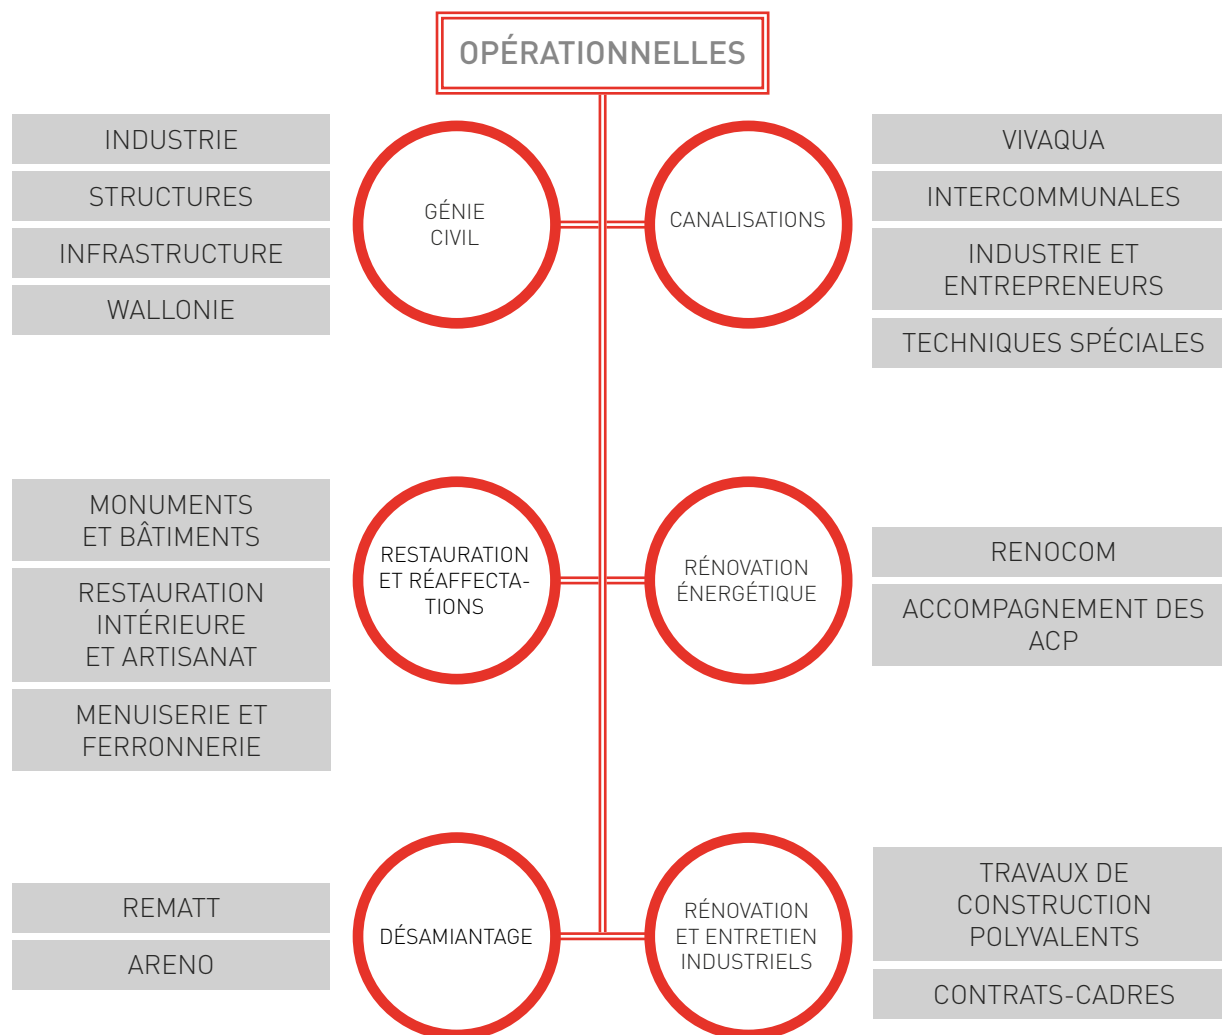 OPÉRATIONNELLES
INDUSTRIE
STRUCTURES
INFRASTRUCTURE
WALLONIE
GÉNIE
CIVIL
CANALISATIONS
VIVAQUA
INTERCOMMUNALES
INDUSTRIE ET
ENTREPRENEURS
TECHNIQUES SPÉCIALES
MONUMENTS
ET BÂTIMENTS
RESTAURATION
INTÉRIEURE
ET ARTISANAT
MENUISERIE ET
FERRONNERIE
RESTAURATION
ET RÉAFFECTA-
TIONS
RÉNOVATION
ÉNERGÉTIQUE
RENOCOM
ACCOMPAGNEMENT DES
ACP
REMATT
ARENO
DÉSAMIANTAGE
RÉNOVATION
ET ENTRETIEN
INDUSTRIELS
TRAVAUX DE
CONSTRUCTION
POLYVALENTS
CONTRATS-CADRES